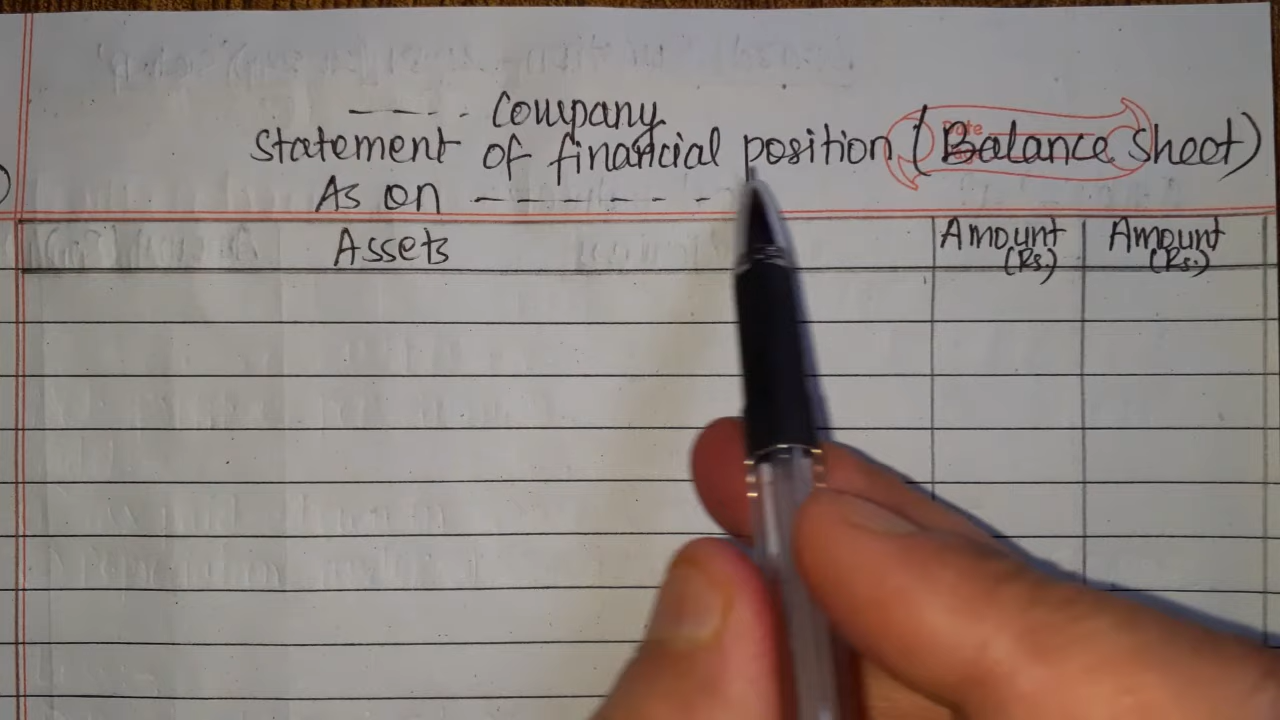 ---- Company
Statement of financial position (Balance Sheet)
As on ------
Assets
Amount (Rs.)
Amount (Rs.)